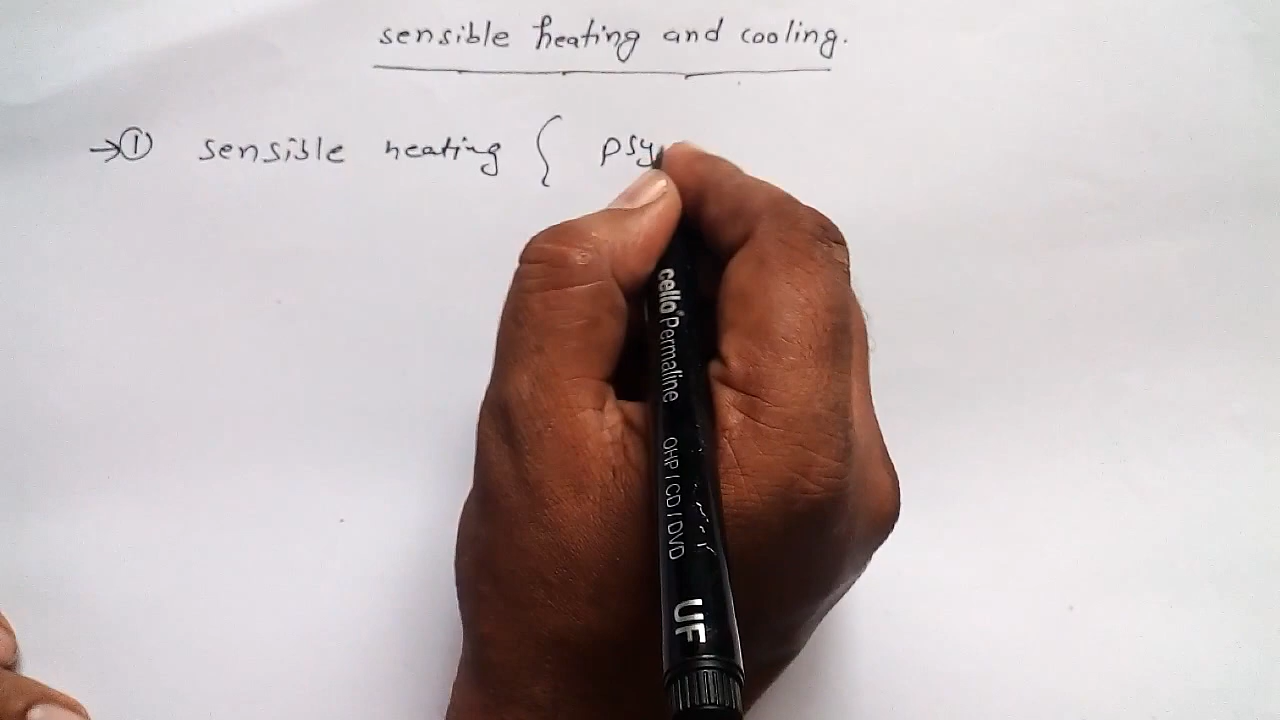 sensible heating and cooling.
→① sensible heating { psy
cello® Permaline OHP / CD / DVD UF